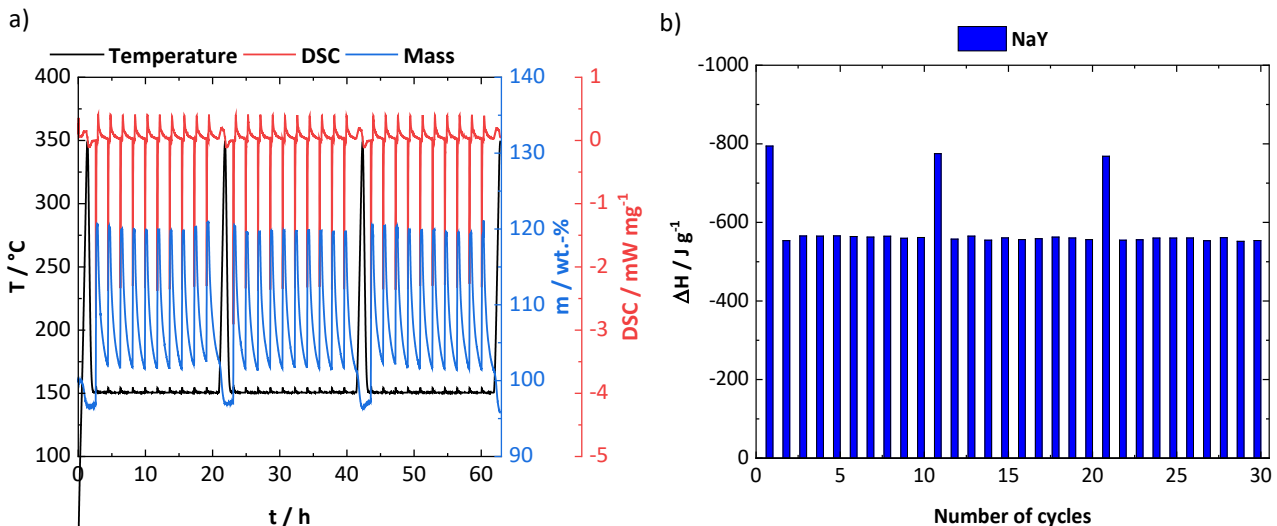 a)
Temperature DSC Mass
400
350
300
250
200
150
100
T / °C
0 10 20 30 40 50 60
t / h
140
130
120
110
100
90
m / wt.-%
1
0
-1
-2
-3
-4
-5
DSC / mW mg⁻¹
b)
NaY
-1000
-800
-600
-400
-200
0
ΔH / J g⁻¹
0 5 10 15 20 25 30
Number of cycles